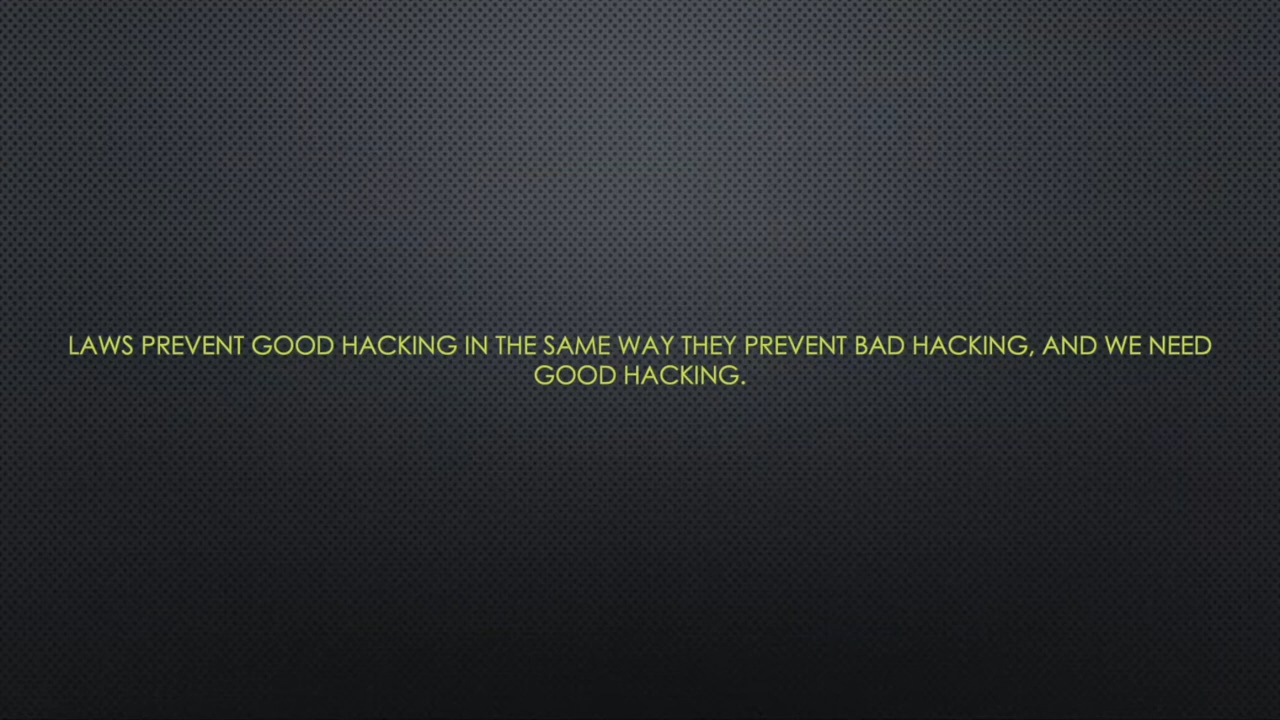 LAWS PREVENT GOOD HACKING IN THE SAME WAY THEY PREVENT BAD HACKING, AND WE NEED
GOOD HACKING.